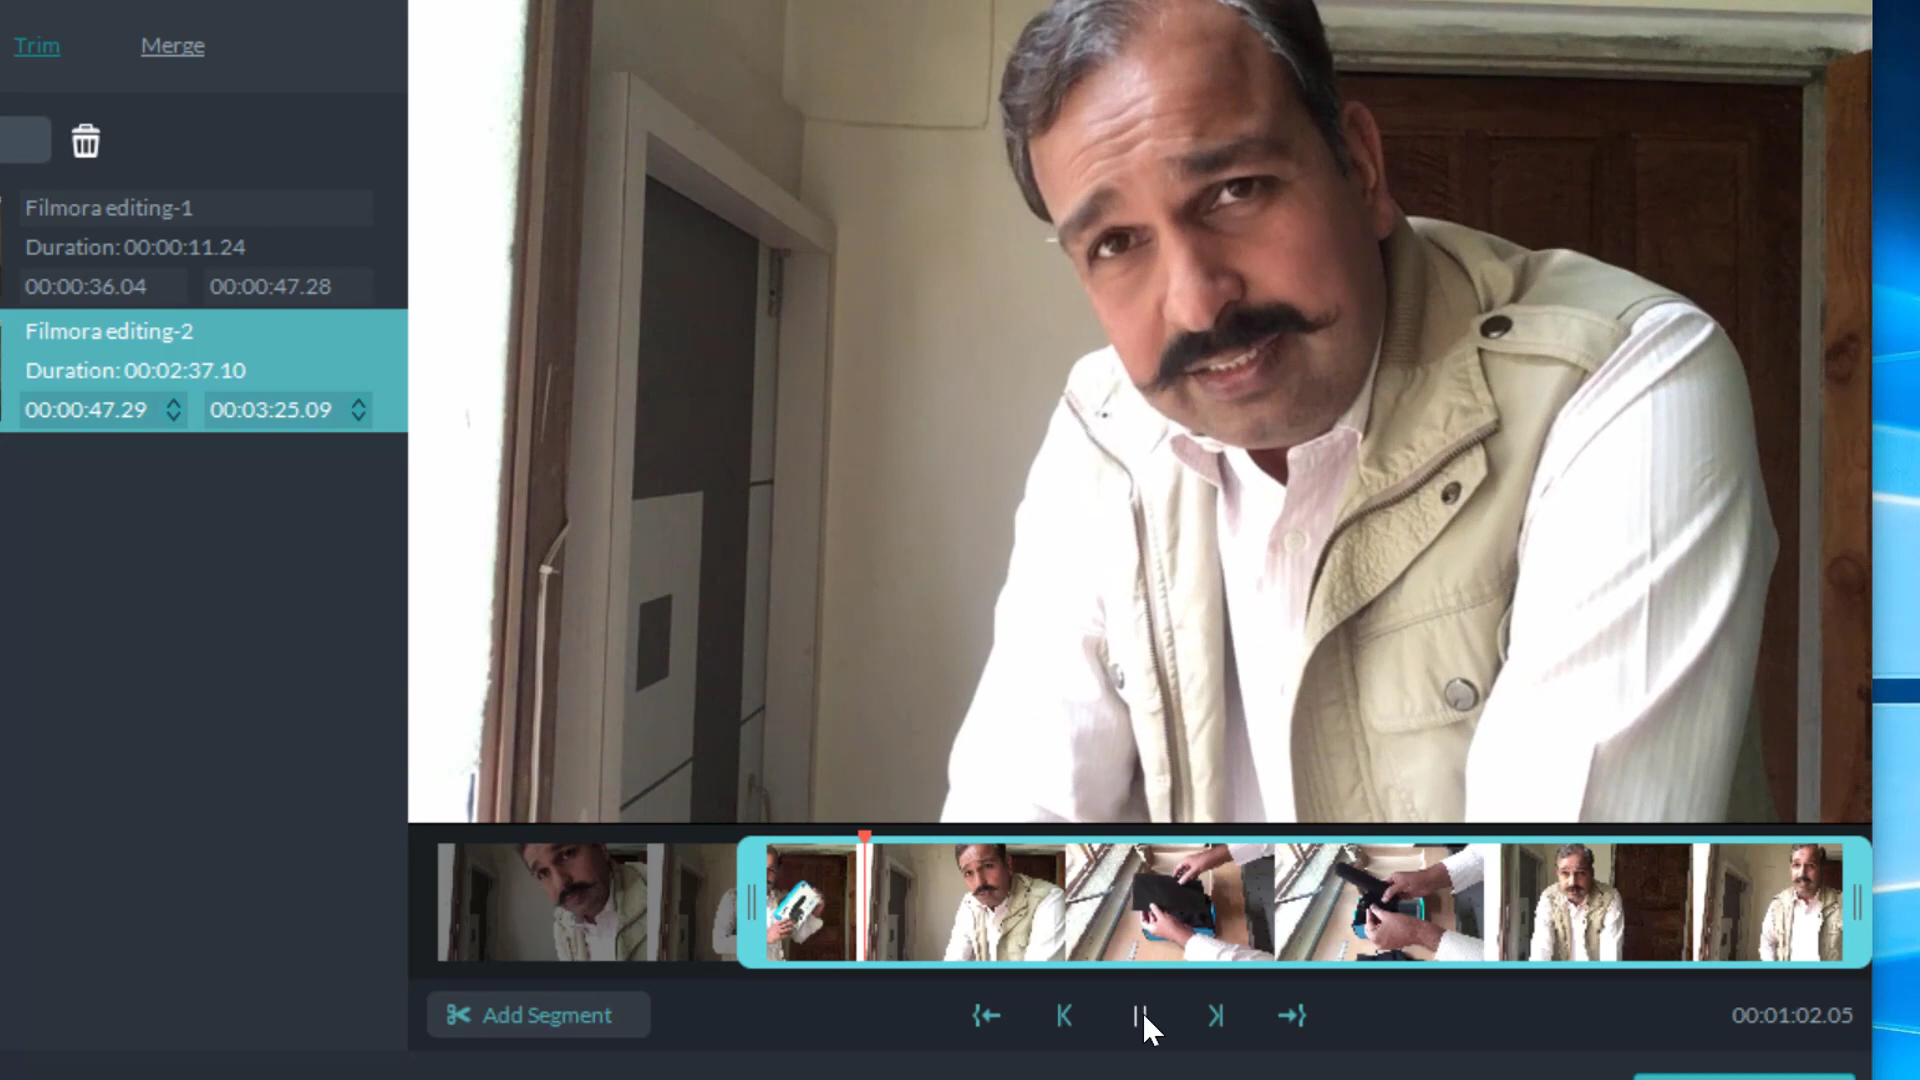 Trim Merge
Filmora editing-1
Duration: 00:00:11.24
00:00:36.04 00:00:47.28
Filmora editing-2
Duration: 00:02:37.10
00:00:47.29 00:03:25.09
Add Segment 00:01:02.05